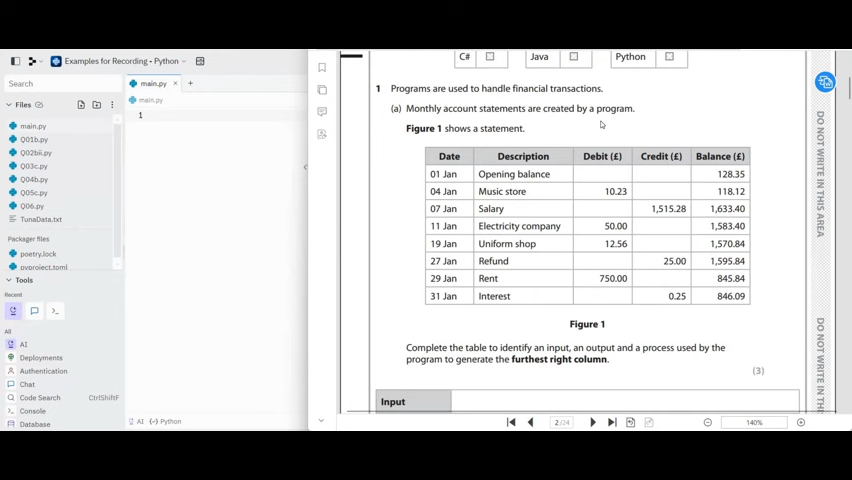 Examples for Recording • Python
Search
Files
main.py
Q01b.py
Q02bii.py
Q03c.py
Q04b.py
Q05c.py
Q06.py
TunaData.txt
Packager files
poetry.lock
pyproject.toml
Tools
Recent
All
AI
Deployments
Authentication
Chat
Code Search CtrlShiftF
Console
Database
main.py
main.py
1
AI Python
C# Java Python
1 Programs are used to handle financial transactions.
(a) Monthly account statements are created by a program.
Figure 1 shows a statement.
Date Description Debit (£) Credit (£) Balance (£)
01 Jan Opening balance 128.35
04 Jan Music store 10.23 118.12
07 Jan Salary 1,515.28 1,633.40
11 Jan Electricity company 50.00 1,583.40
19 Jan Uniform shop 12.56 1,570.84
27 Jan Refund 25.00 1,595.84
29 Jan Rent 750.00 845.84
31 Jan Interest 0.25 846.09
Figure 1
Complete the table to identify an input, an output and a process used by the
program to generate the furthest right column.
(3)
Input
2 /24
140%
DO NOT WRITE IN THIS AREA
DO NOT WRITE IN THIS